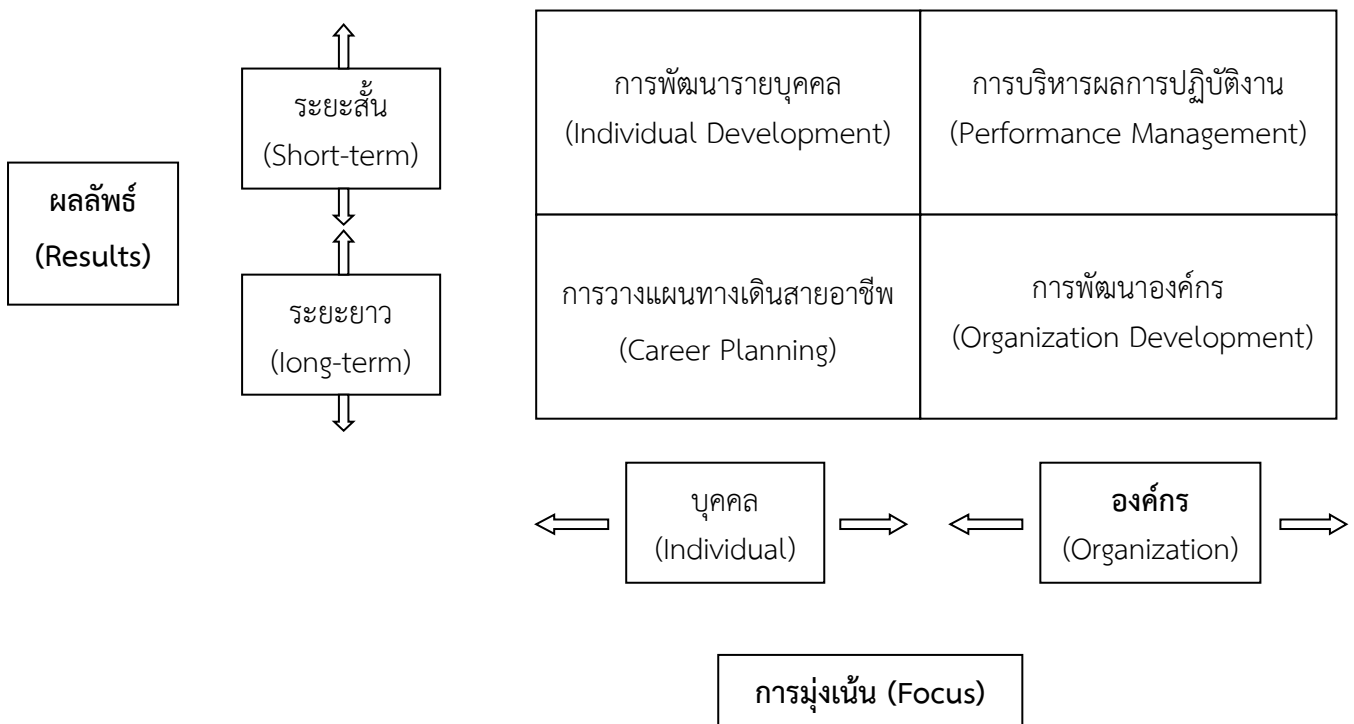 ผลลัพธ์
(Results)
ระยะสั้น
(Short-term)
ระยะยาว
(long-term)
การพัฒนารายบุคคล
(Individual Development)
การบริหารผลการปฏิบัติงาน
(Performance Management)
การวางแผนทางเดินสายอาชีพ
(Career Planning)
การพัฒนาองค์กร
(Organization Development)
บุคคล
(Individual)
องค์กร
(Organization)
การมุ่งเน้น (Focus)